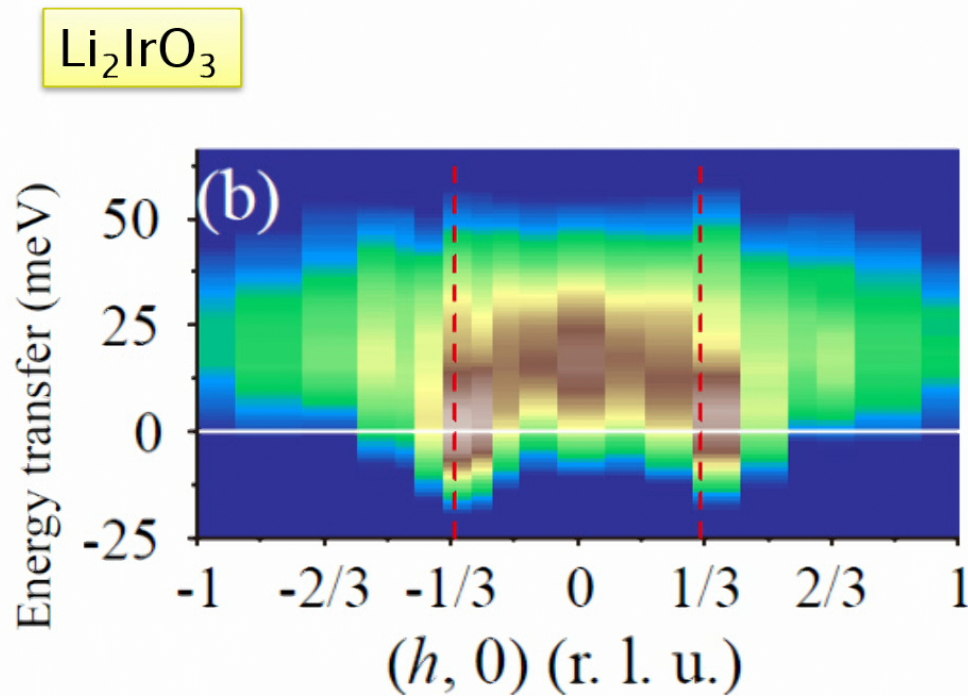 Li₂IrO₃
(b)
Energy transfer (meV)
50
25
0
-25
-1 -2/3 -1/3 0 1/3 2/3 1
(h, 0) (r. l. u.)